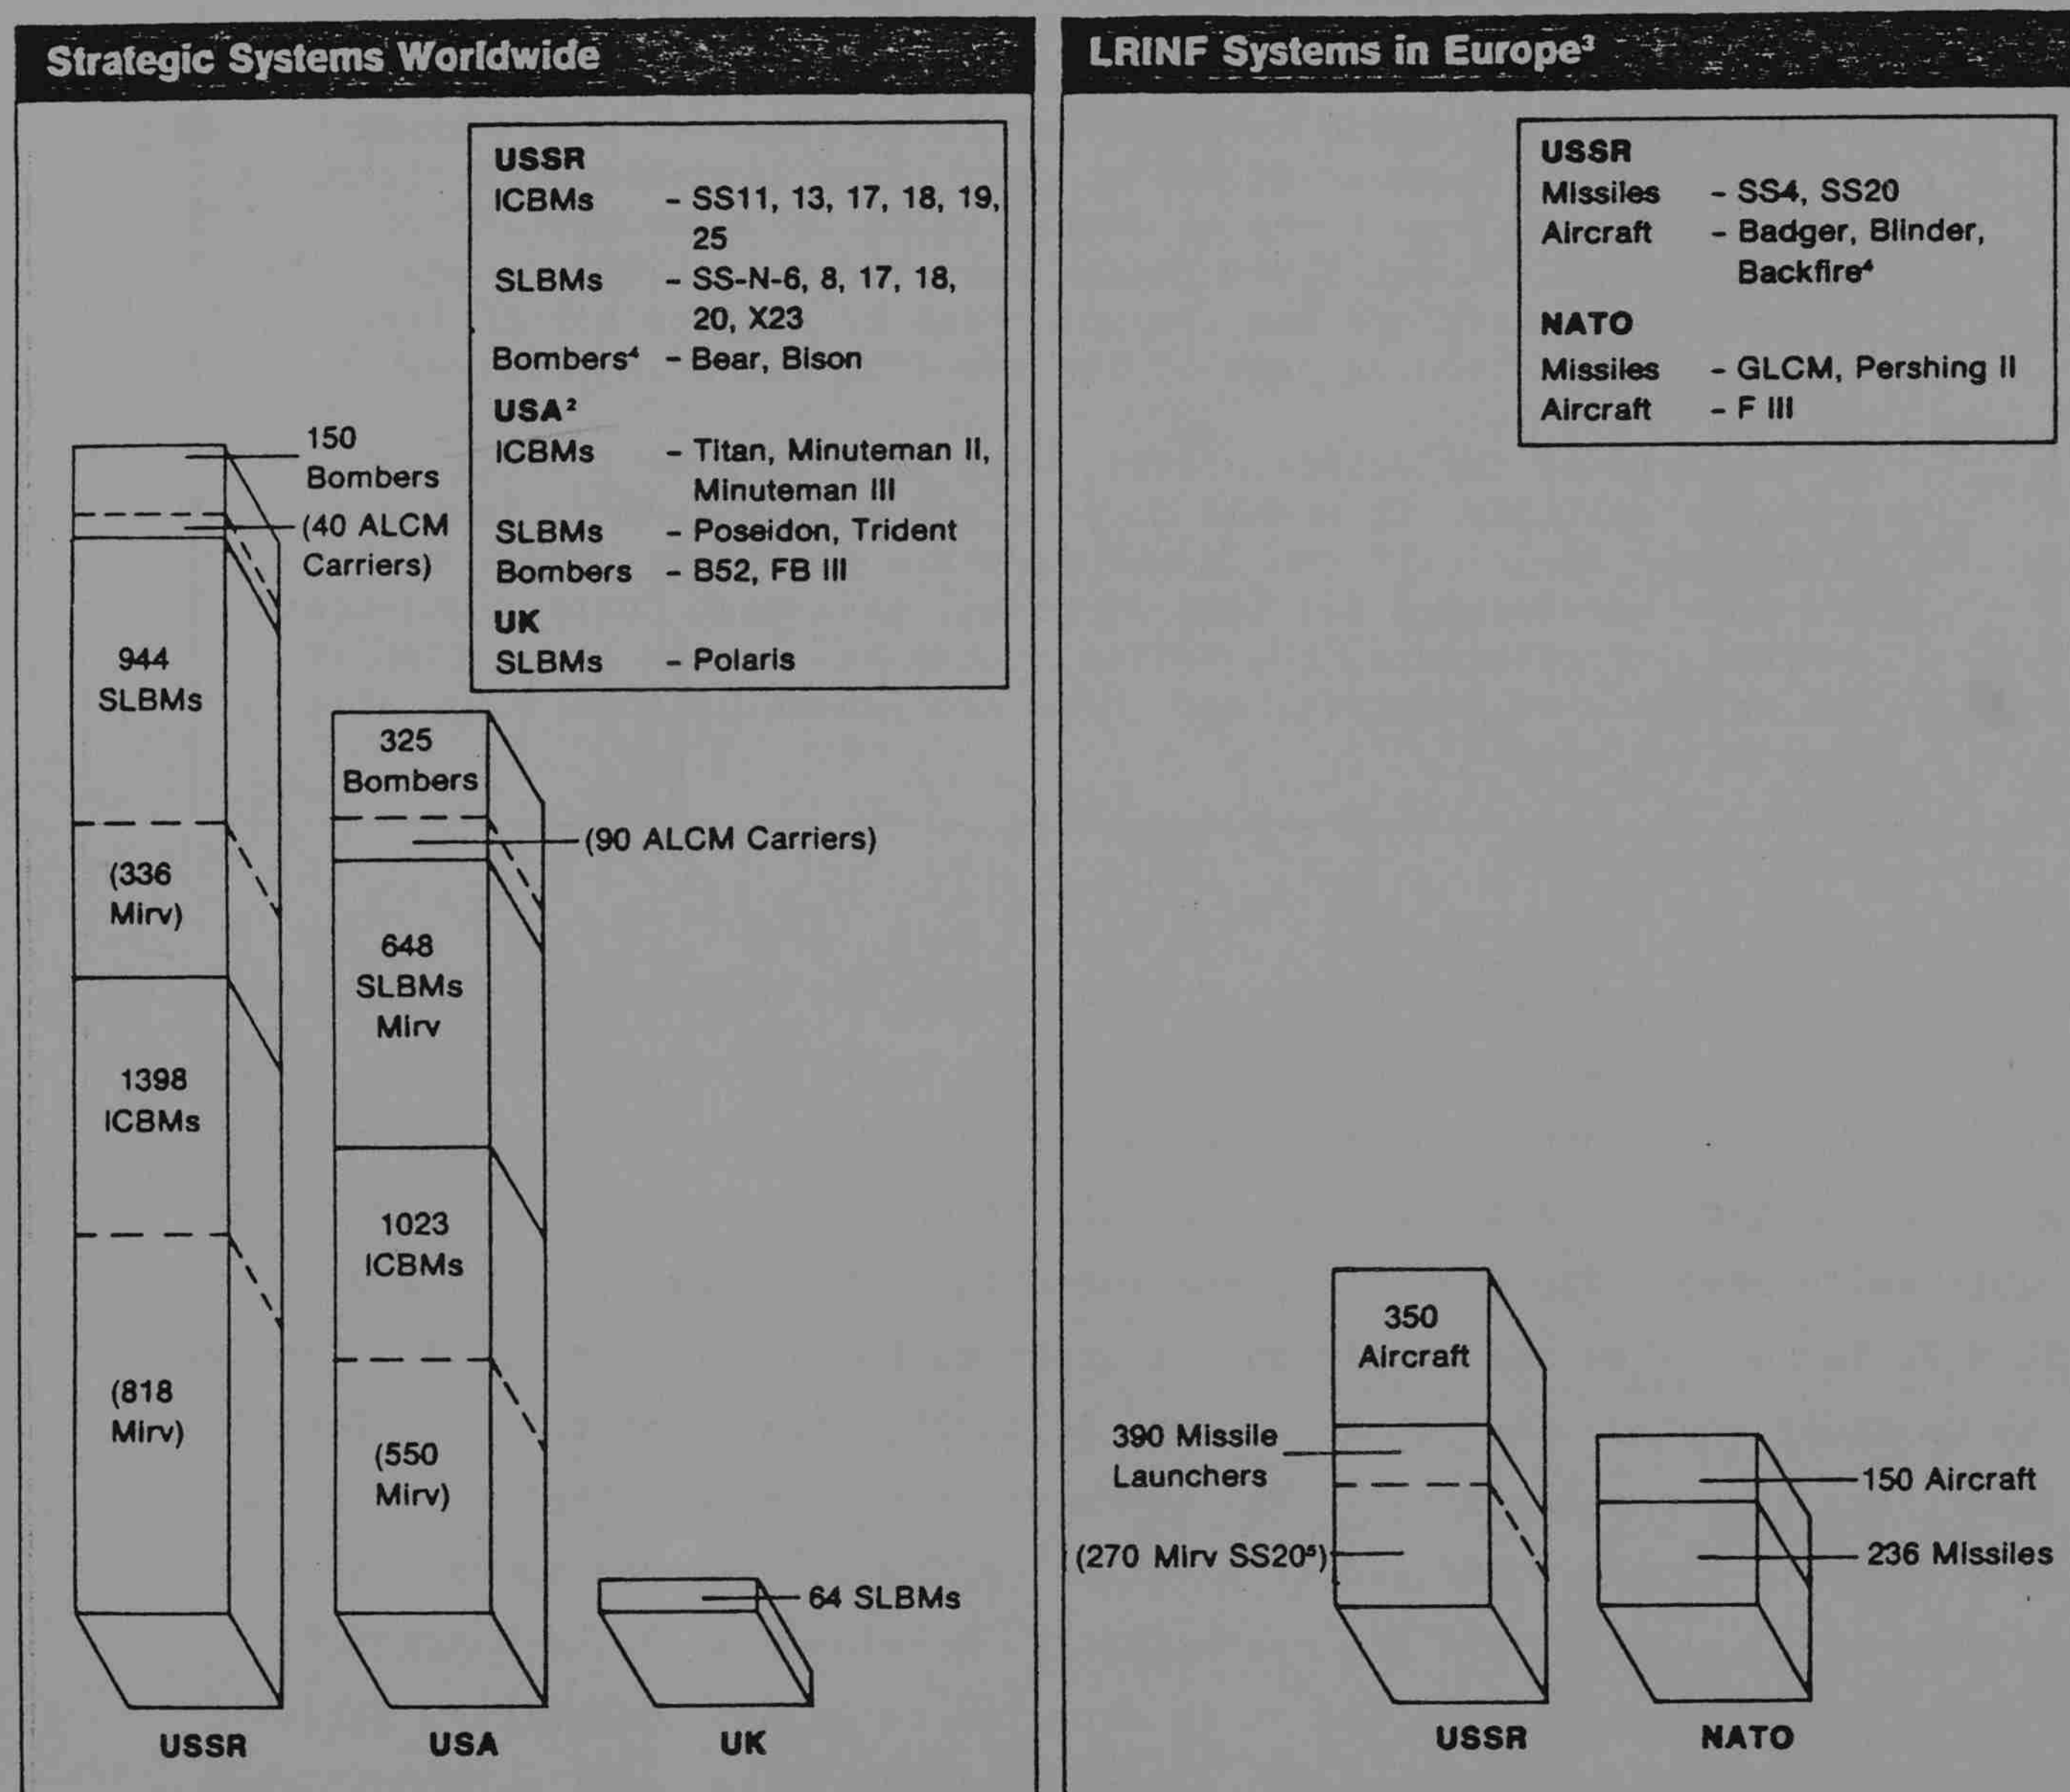 Strategic Systems Worldwide
USSR
ICBMs - SS11, 13, 17, 18, 19,
25
SLBMs - SS-N-6, 8, 17, 18,
20, X23
Bombers⁴ - Bear, Bison
USA²
ICBMs - Titan, Minuteman II,
Minuteman III
SLBMs - Poseidon, Trident
Bombers - B52, FB III
UK
SLBMs - Polaris
150
Bombers
(40 ALCM
Carriers)
944
SLBMs
(336
Mirv)
1398
ICBMs
(818
Mirv)
325
Bombers
(90 ALCM Carriers)
648
SLBMs
Mirv
1023
ICBMs
(550
Mirv)
64 SLBMs
USSR
USA
UK
LRINF Systems in Europe³
USSR
Missiles - SS4, SS20
Aircraft - Badger, Blinder,
Backfire⁴
NATO
Missiles - GLCM, Pershing II
Aircraft - F III
350
Aircraft
390 Missile
Launchers
(270 Mirv SS20⁵)
150 Aircraft
236 Missiles
USSR
NATO